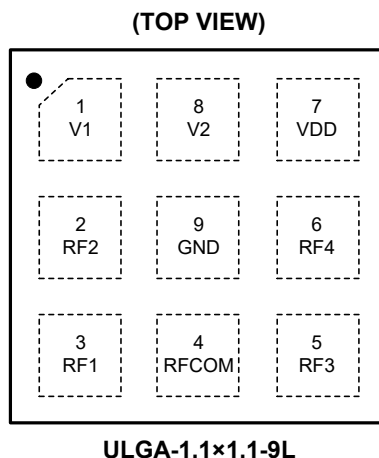 (TOP VIEW)
1 8 7
V1 V2 VDD
2 9 6
RF2 GND RF4
3 4 5
RF1 RFCOM RF3
ULGA-1.1×1.1-9L